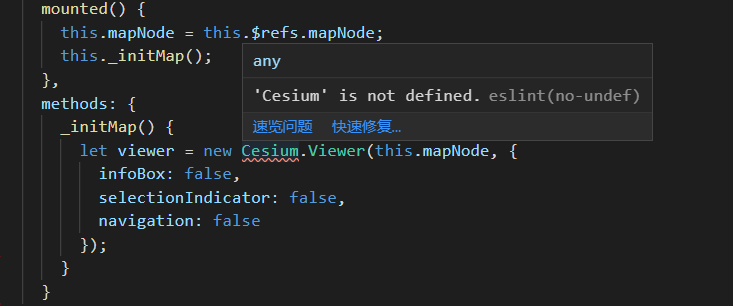 mounted() {
this.mapNode = this.$refs.mapNode;
this._initMap();
any
},
'Cesium' is not defined. eslint(no-undef)
methods: {
速览问题 快速修复...
_initMap() {
let viewer = new Cesium.Viewer(this.mapNode, {
infoBox: false,
selectionIndicator: false,
navigation: false
});
}
}